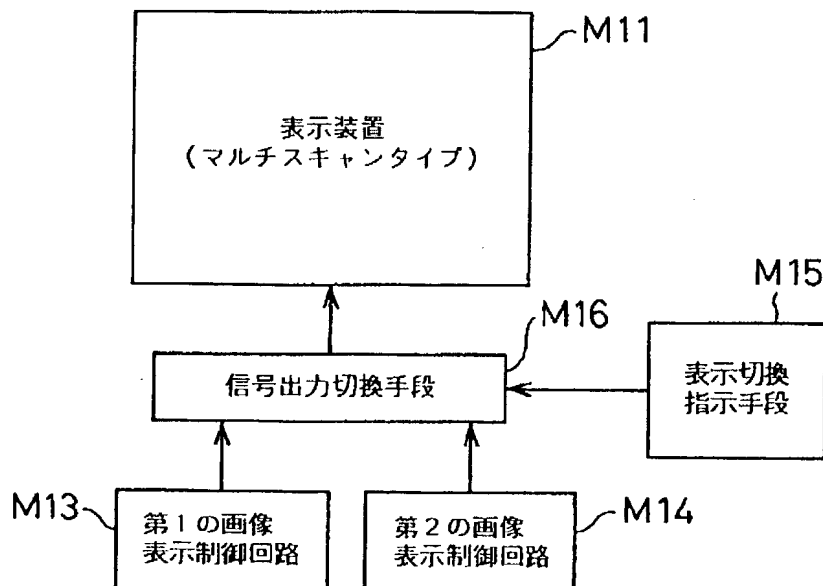 M11
表示装置
(マルチスキャンタイプ)
M15
M16
信号出力切換手段
表示切換
指示手段
M13
第1の画像
表示制御回路
第2の画像
表示制御回路
M14